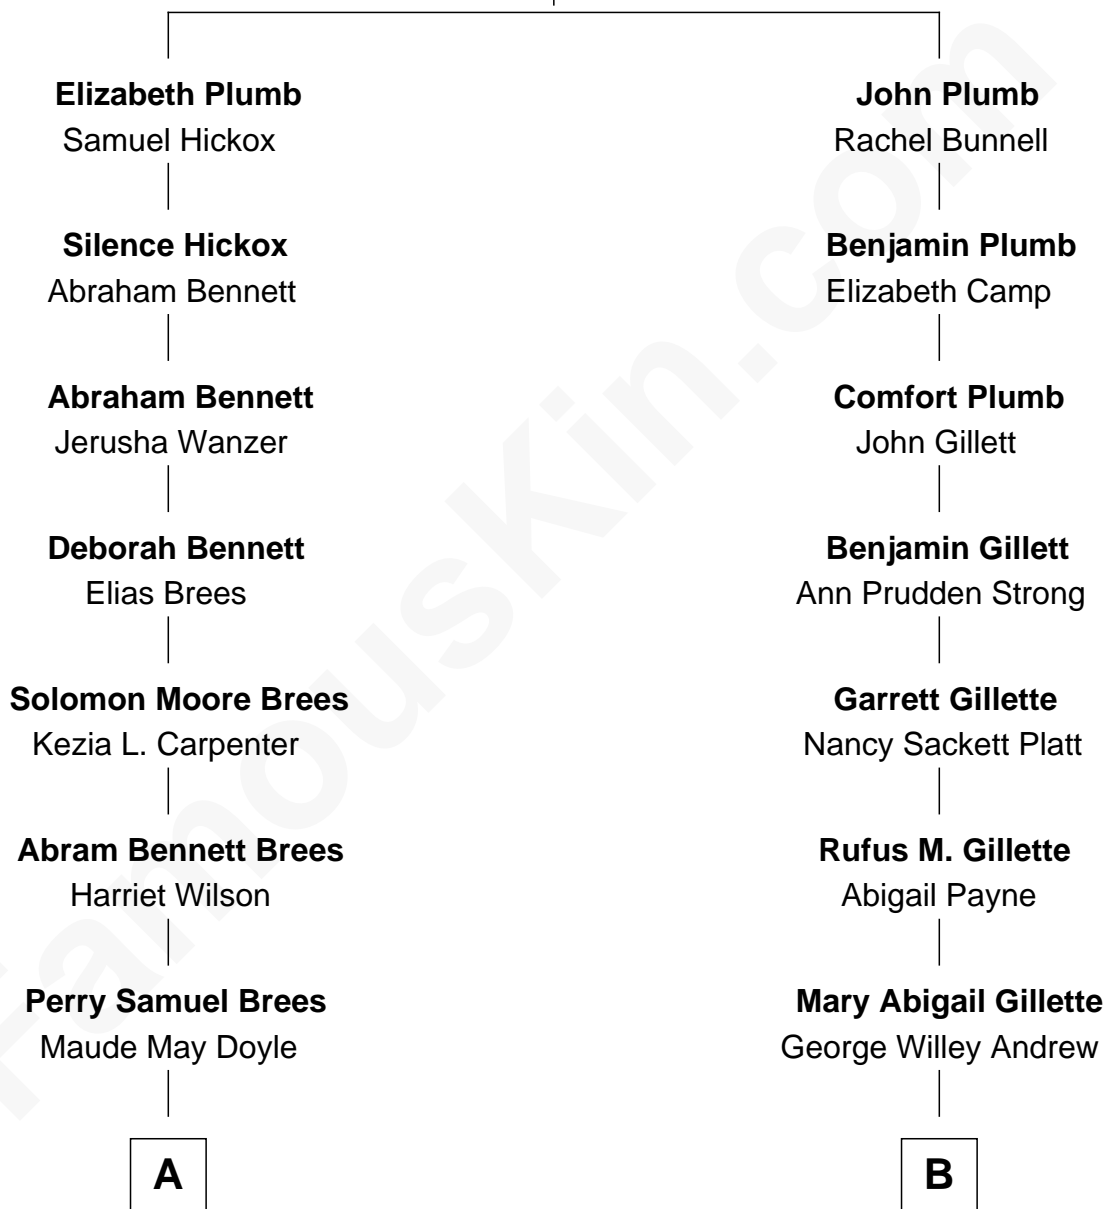 Elizabeth Plumb
Samuel Hickox
Silence Hickox
Abraham Bennett
Abraham Bennett
Jerusha Wanzer
Deborah Bennett
Elias Brees
Solomon Moore Brees
Kezia L. Carpenter
Abram Bennett Brees
Harriet Wilson
Perry Samuel Brees
Maude May Doyle
A
John Plumb
Rachel Bunnell
Benjamin Plumb
Elizabeth Camp
Comfort Plumb
John Gillett
Benjamin Gillett
Ann Prudden Strong
Garrett Gillette
Nancy Sackett Platt
Rufus M. Gillette
Abigail Payne
Mary Abigail Gillette
George Willey Andrew
B
FamousKin.com